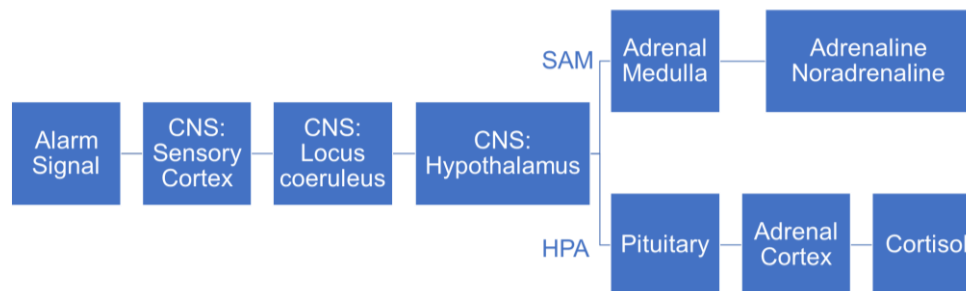 Alarm
Signal
CNS:
Sensory
Cortex
CNS:
Locus
coeruleus
CNS:
Hypothalamus
SAM
Adrenal
Medulla
Adrenaline
Noradrenaline
HPA
Pituitary
Adrenal
Cortex
Cortisol